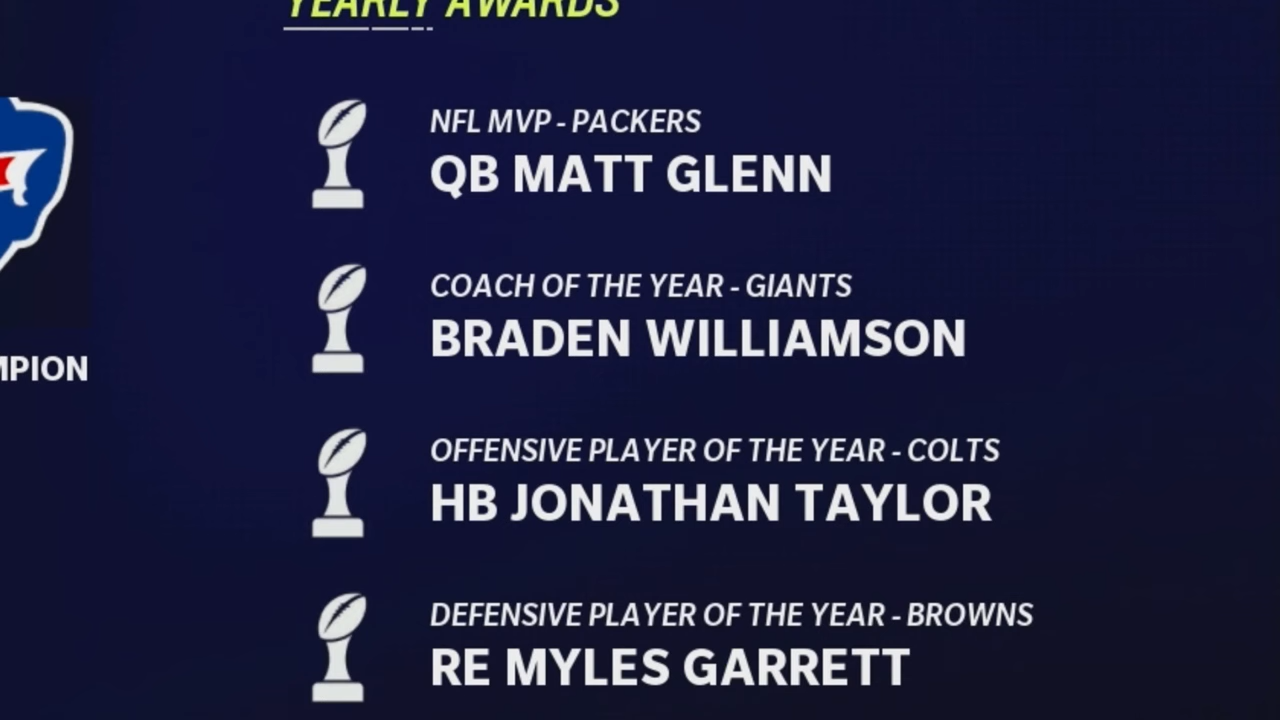 YEARLY AWARDS
NFL MVP - PACKERS
QB MATT GLENN
COACH OF THE YEAR - GIANTS
BRADEN WILLIAMSON
OFFENSIVE PLAYER OF THE YEAR - COLTS
HB JONATHAN TAYLOR
DEFENSIVE PLAYER OF THE YEAR - BROWNS
RE MYLES GARRETT